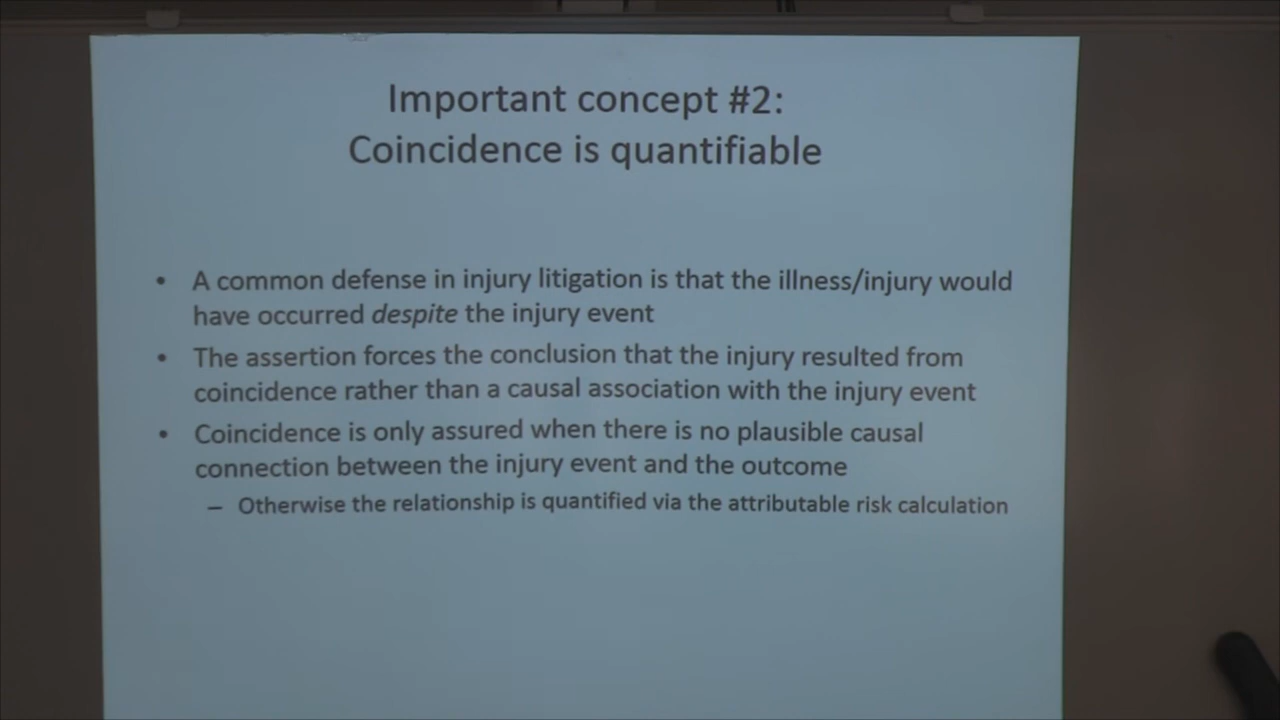 Important concept #2:
Coincidence is quantifiable
• A common defense in injury litigation is that the illness/injury would
have occurred despite the injury event
• The assertion forces the conclusion that the injury resulted from
coincidence rather than a causal association with the injury event
• Coincidence is only assured when there is no plausible causal
connection between the injury event and the outcome
– Otherwise the relationship is quantified via the attributable risk calculation